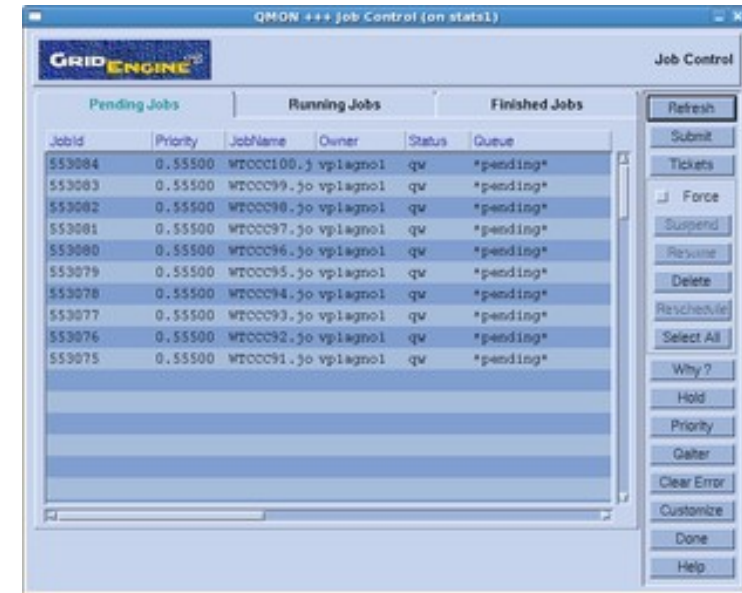 QMON +++ Job Control (on stats1)
GRID ENGINE
Job Control
Pending Jobs Running Jobs Finished Jobs
JobId Priority JobName Owner Status Queue
553084 0.55500 WTCCC100.j vplagnol qw *pending*
553083 0.55500 WTCCC99.jo vplagnol qw *pending*
553082 0.55500 WTCCC98.jo vplagnol qw *pending*
553081 0.55500 WTCCC97.jo vplagnol qw *pending*
553080 0.55500 WTCCC96.jo vplagnol qw *pending*
553079 0.55500 WTCCC95.jo vplagnol qw *pending*
553078 0.55500 WTCCC94.jo vplagnol qw *pending*
553077 0.55500 WTCCC93.jo vplagnol qw *pending*
553076 0.55500 WTCCC92.jo vplagnol qw *pending*
553075 0.55500 WTCCC91.jo vplagnol qw *pending*
Refresh
Submit
Tickets
Force
Suspend
Resume
Delete
Reschedule
Select All
Why ?
Hold
Priority
Qalter
Clear Error
Customize
Done
Help